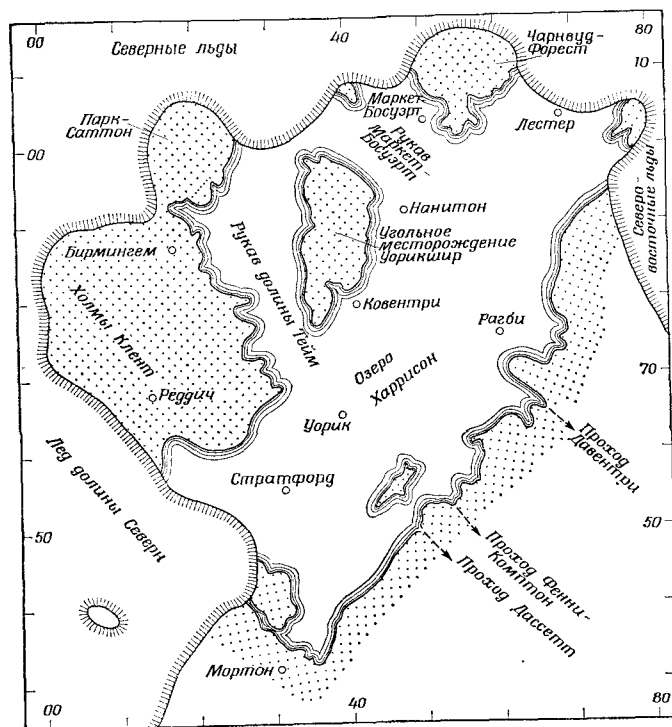 00
40
80
Северные льды
Чарнвуд-
Форест
10
Парк-
Саттон
Маркет-
Босуэрт
Рукав
Маркет-
Босуэрт
Лестер
00
Нанитон
Северо-
восточные льды
Угольное
месторождение
Уорикшир
Бирмингем
Рукав долины Тейм
Ковентри
Холмы Клент
Рагби
Озеро
Харрисон
70
Реддич
Уорик
Проход
Давентри
Стратфорд
Лед долины Северн
50
50
Проход Фенни-
Комптон
Проход Дассетт
Мортон
00
40
80